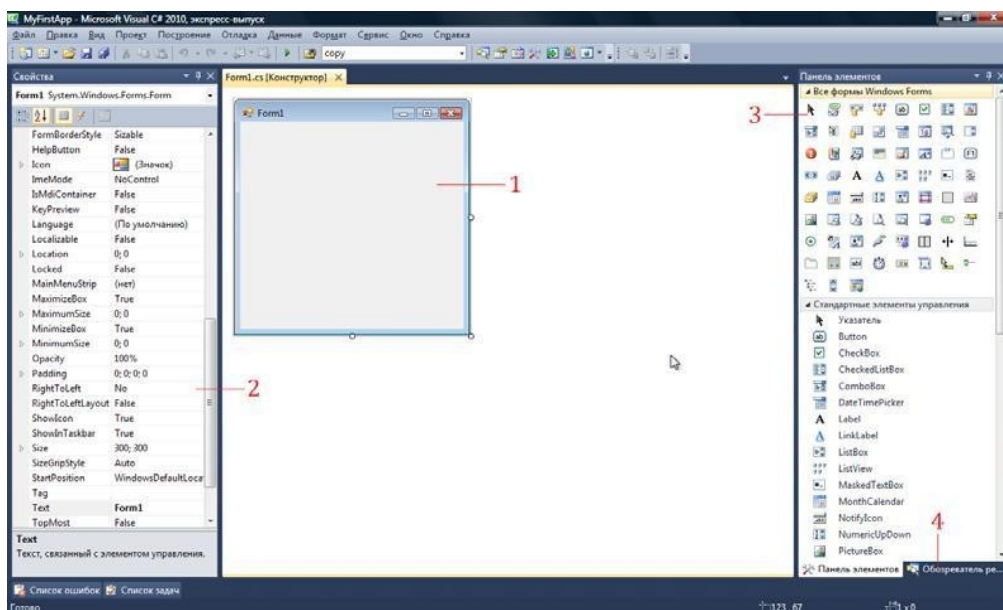 MyFirstApp - Microsoft Visual C# 2010, экспресс-выпуск
Файл Правка Вид Проект Построение Отладка Данные Формат Сервис Окно Справка
copy
Свойства
Form1 System.Windows.Forms.Form
FormBorderStyle Sizable
HelpButton False
Icon (Значок)
ImeMode NoControl
IsMdiContainer False
KeyPreview False
Language (По умолчанию)
Localizable False
Location 0; 0
Locked False
MainMenuStrip (нет)
MaximizeBox True
MaximumSize 0; 0
MinimizeBox True
MinimumSize 0; 0
Opacity 100%
Padding 0; 0; 0; 0
RightToLeft No
RightToLeftLayout False
ShowIcon True
ShowInTaskbar True
Size 300; 300
SizeGripStyle Auto
StartPosition WindowsDefaultLoca
Tag
Text Form1
TopMost False
Text
Текст, связанный с элементом управления.
2
Form1.cs [Конструктор]
Form1
1
Панель элементов
Все формы Windows Forms
3
Стандартные элементы управления
Указатель
Button
CheckBox
CheckedListBox
ComboBox
DateTimePicker
Label
LinkLabel
ListBox
ListView
MaskedTextBox
MonthCalendar
NotifyIcon
NumericUpDown
PictureBox
4
Панель элементов Обозреватель ре...
Список ошибок Список задач
Готово 123, 67 1 x 0